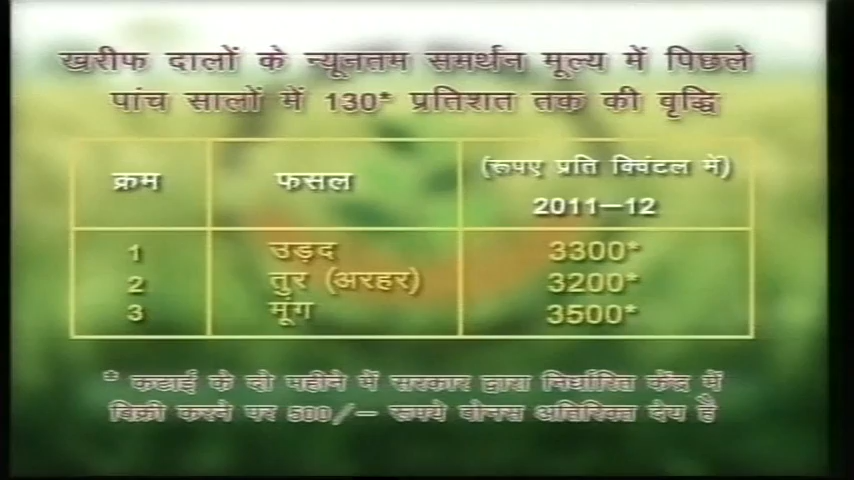 खरीफ दालों के न्यूनतम समर्थन मूल्य में पिछले
पांच सालों में 130* प्रतिशत तक की वृद्धि
क्रम फसल (रूपए प्रति क्विंटल में)
2011–12
1 उड़द 3300*
2 तुर (अरहर) 3200*
3 मूंग 3500*
* कटाई के दो महीने में सरकार द्वारा निर्धारित केंद्र में
बिक्री करने पर 500/– रूपये बोनस अतिरिक्त देय है